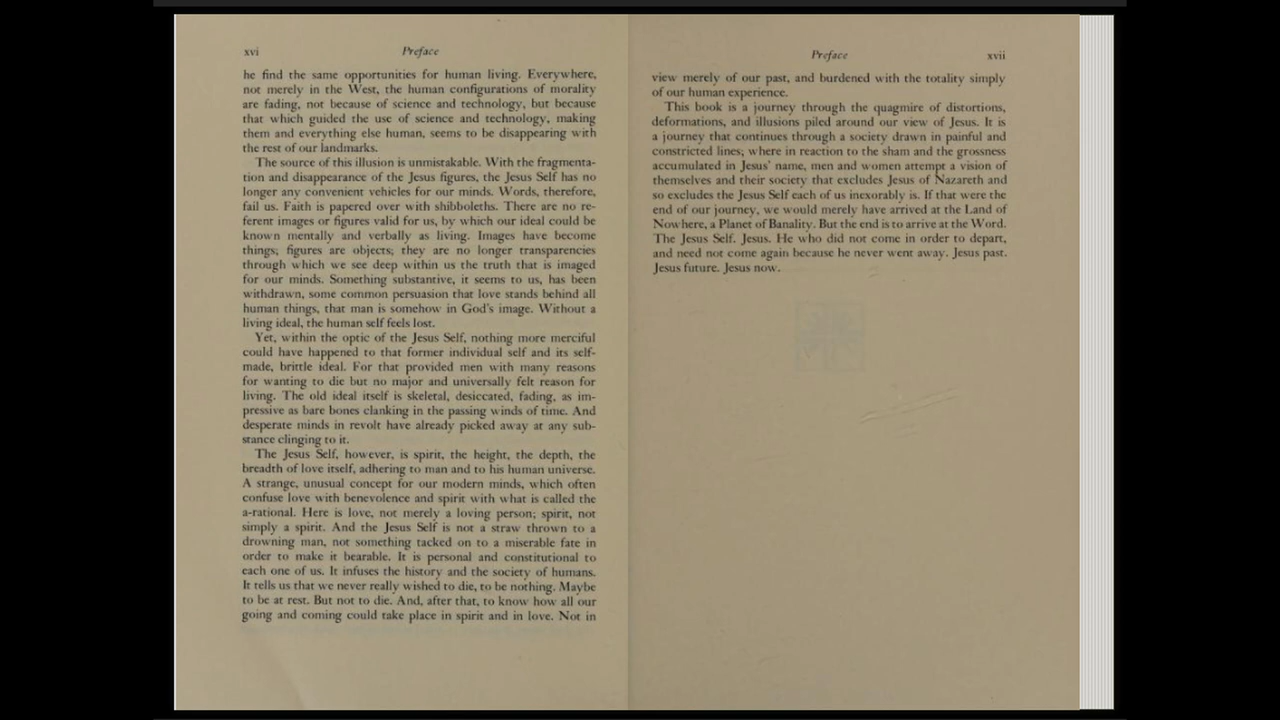 xvi
Preface
he find the same opportunities for human living. Everywhere,
not merely in the West, the human configurations of morality
are fading, not because of science and technology, but because
that which guided the use of science and technology, making
them and everything else human, seems to be disappearing with
the rest of our landmarks.
The source of this illusion is unmistakable. With the fragmenta-
tion and disappearance of the Jesus figures, the Jesus Self has no
longer any convenient vehicles for our minds. Words, therefore,
fail us. Faith is papered over with shibboleths. There are no re-
ferent images or figures valid for us, by which our ideal could be
known mentally and verbally as living. Images have become
things; figures are objects; they are no longer transparencies
through which we see deep within us the truth that is imaged
for our minds. Something substantive, it seems to us, has been
withdrawn, some common persuasion that love stands behind all
human things, that man is somehow in God's image. Without a
living ideal, the human self feels lost.
Yet, within the optic of the Jesus Self, nothing more merciful
could have happened to that former individual self and its self-
made, brittle ideal. For that provided men with many reasons
for wanting to die but no major and universally felt reason for
living. The old ideal itself is skeletal, desiccated, fading, as im-
pressive as bare bones clanking in the passing winds of time. And
desperate minds in revolt have already picked away at any sub-
stance clinging to it.
The Jesus Self, however, is spirit, the height, the depth, the
breadth of love itself, adhering to man and to his human universe.
A strange, unusual concept for our modern minds, which often
confuse love with benevolence and spirit with what is called the
a-rational. Here is love, not merely a loving person; spirit, not
simply a spirit. And the Jesus Self is not a straw thrown to a
drowning man, not something tacked on to a miserable fate in
order to make it bearable. It is personal and constitutional to
each one of us. It infuses the history and the society of humans.
It tells us that we never really wished to die, to be nothing. Maybe
to be at rest. But not to die. And, after that, to know how all our
going and coming could take place in spirit and in love. Not in
Preface
xvii
view merely of our past, and burdened with the totality simply
of our human experience.
This book is a journey through the quagmire of distortions,
deformations, and illusions piled around our view of Jesus. It is
a journey that continues through a society drawn in painful and
constricted lines; where in reaction to the sham and the grossness
accumulated in Jesus' name, men and women attempt a vision of
themselves and their society that excludes Jesus of Nazareth and
so excludes the Jesus Self each of us inexorably is. If that were the
end of our journey, we would merely have arrived at the Land of
Nowhere, a Planet of Banality. But the end is to arrive at the Word.
The Jesus Self. Jesus. He who did not come in order to depart,
and need not come again because he never went away. Jesus past.
Jesus future. Jesus now.